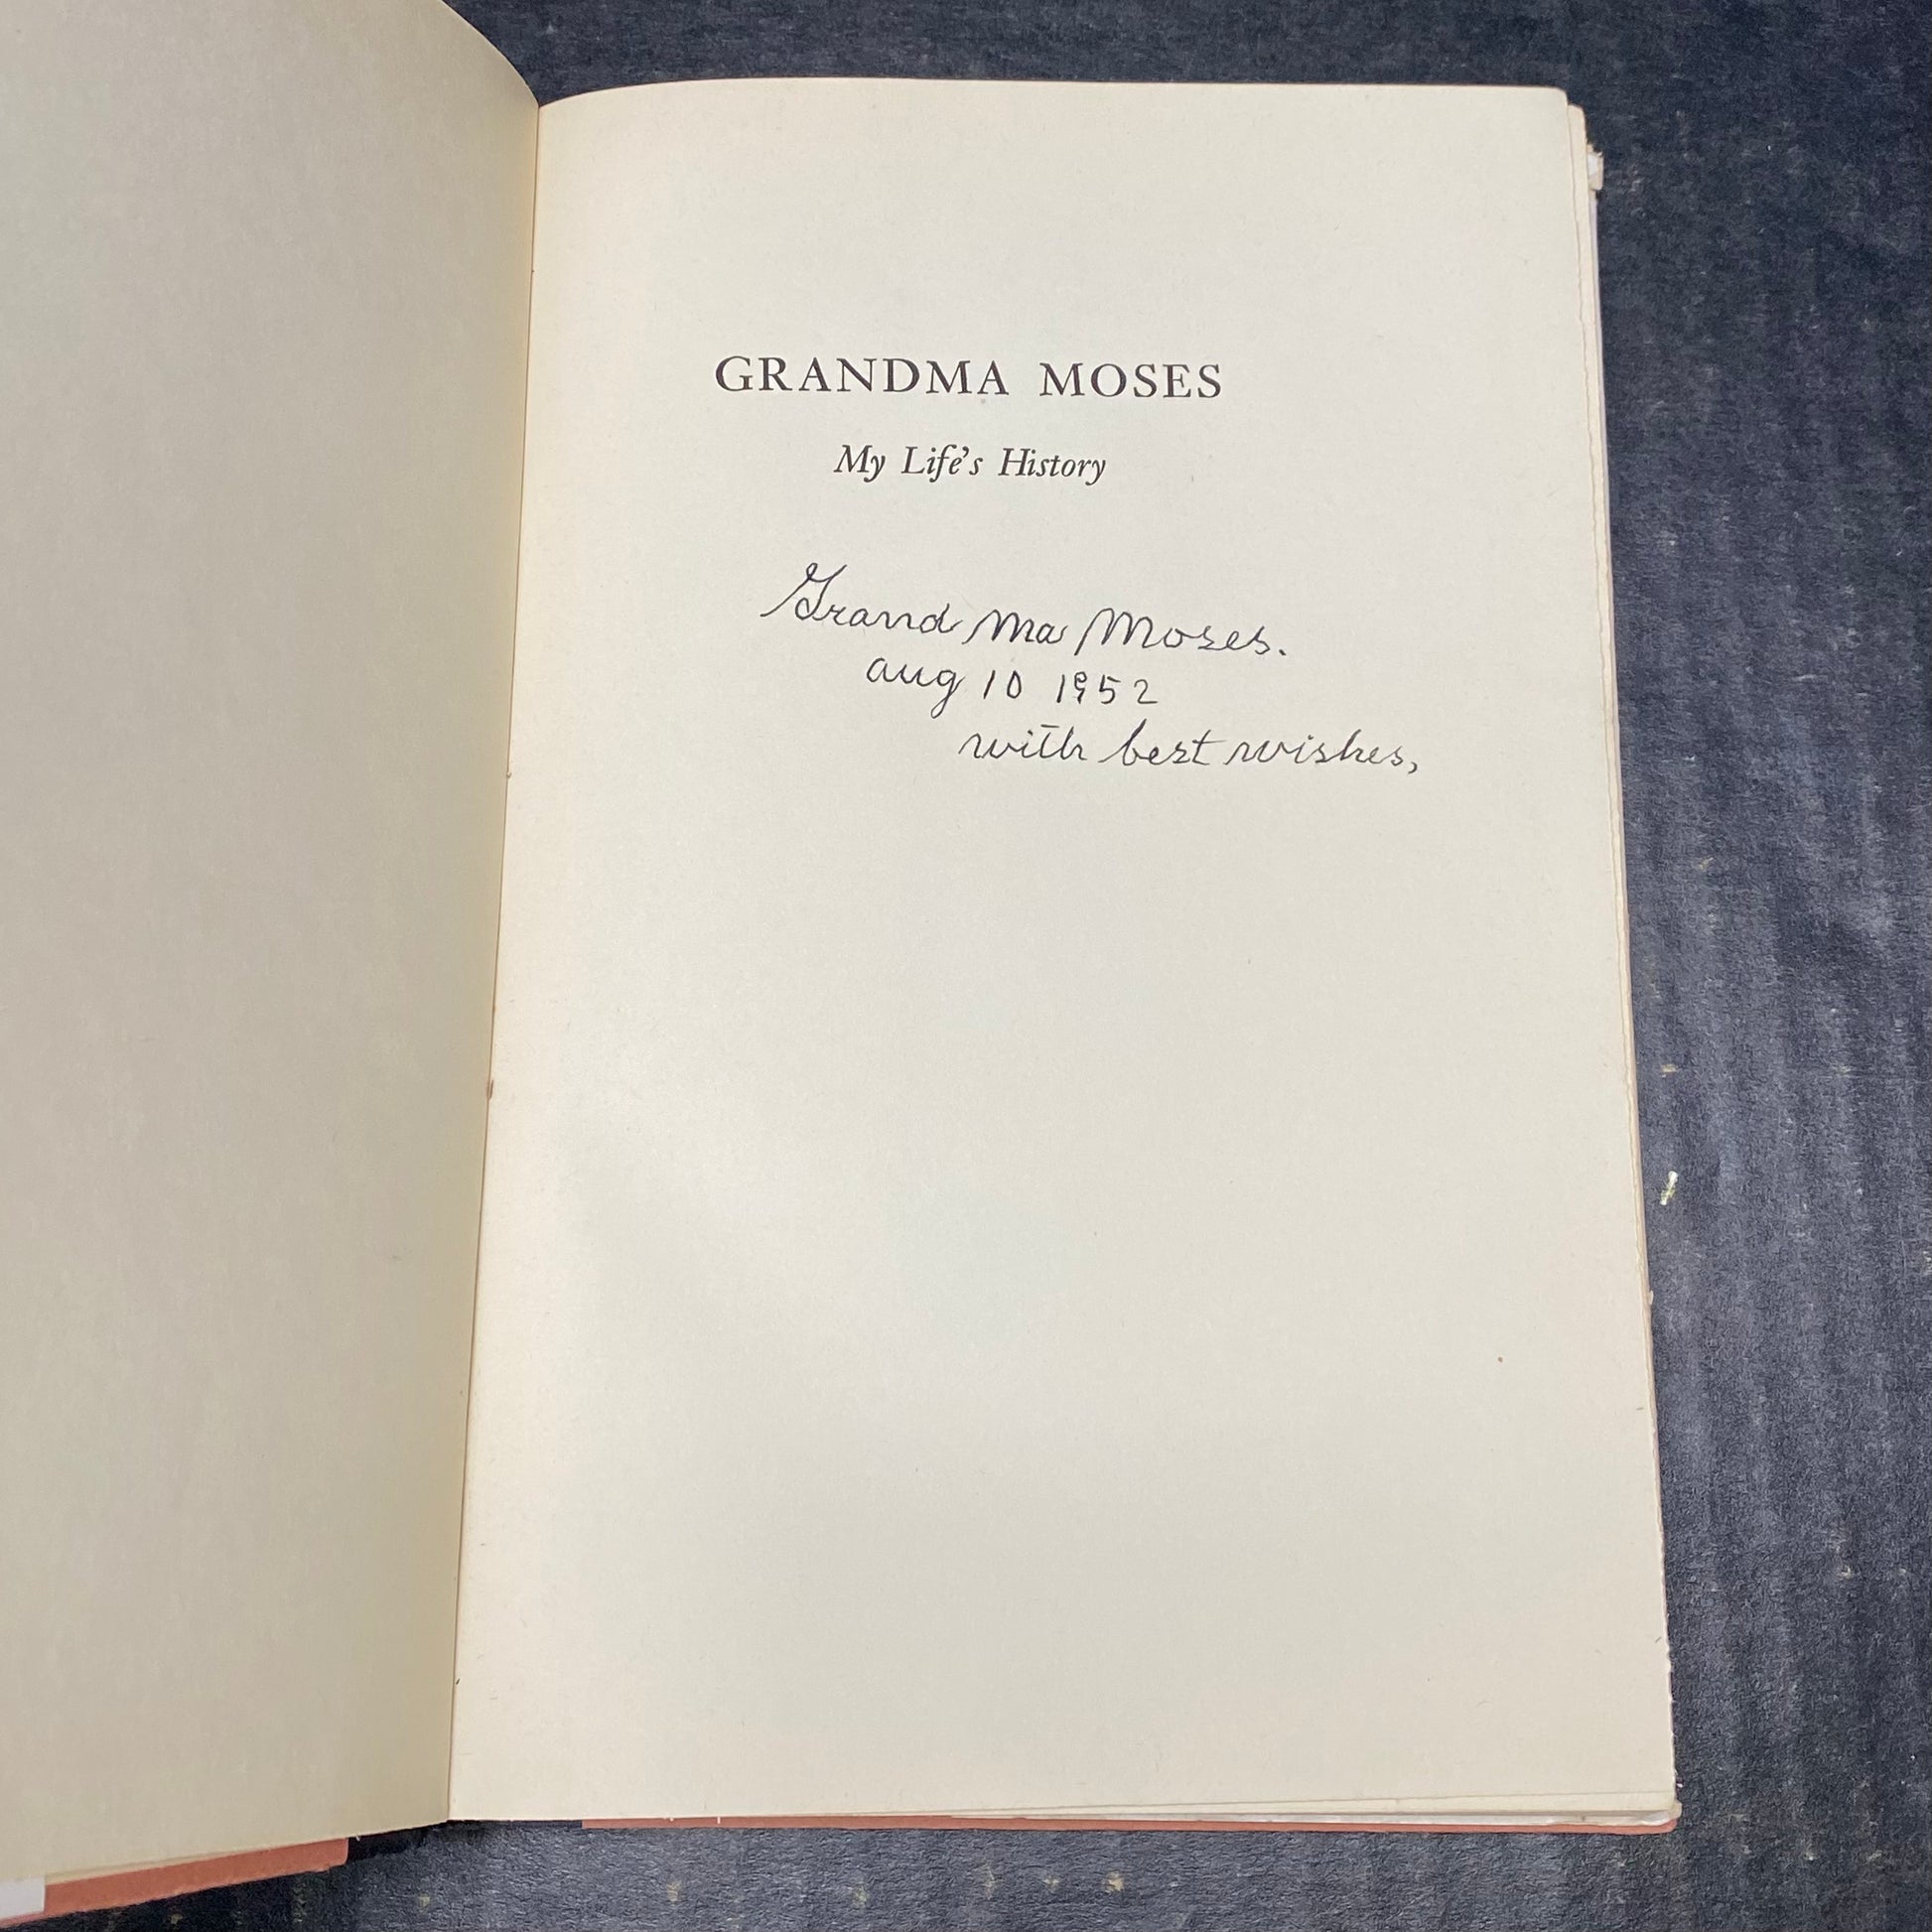 GRANDMA MOSES
My Life's History
Grand Ma Moses.
aug 10 1952
with best wishes,